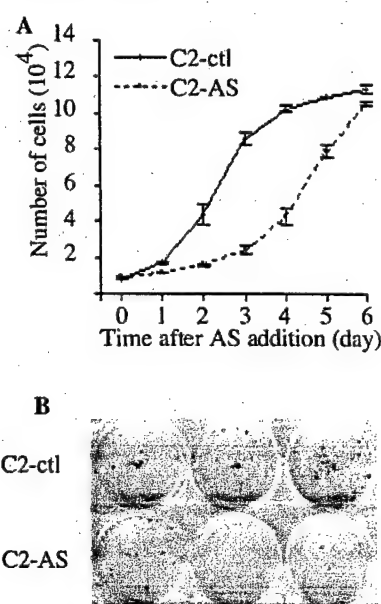 A
14
12
10
8
6
4
2
Number of cells (10⁴)
C2-ctl
C2-AS
0 1 2 3 4 5 6
Time after AS addition (day)
B
C2-ctl
C2-AS